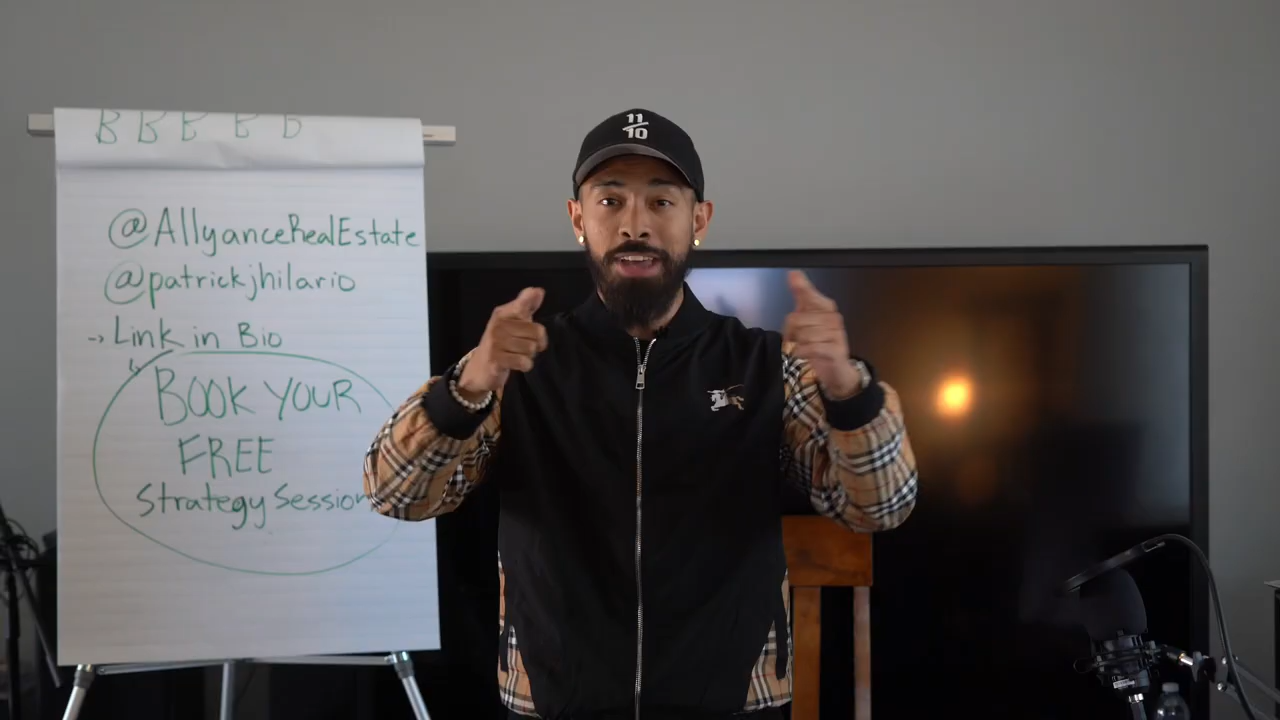 B B B B B
@AllyanceRealEstate
@patrickjhilario
→ Link in Bio
BOOK YOUR
FREE
Strategy Session
11
10